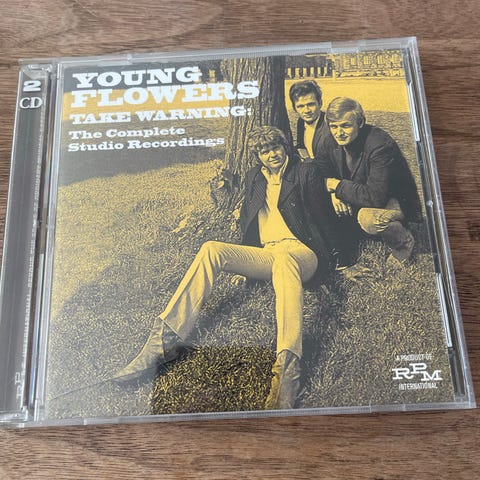 2
CD
YOUNG
FLOWERS
TAKE WARNING:
The Complete
Studio Recordings
A PRODUCT OF
RPM
INTERNATIONAL